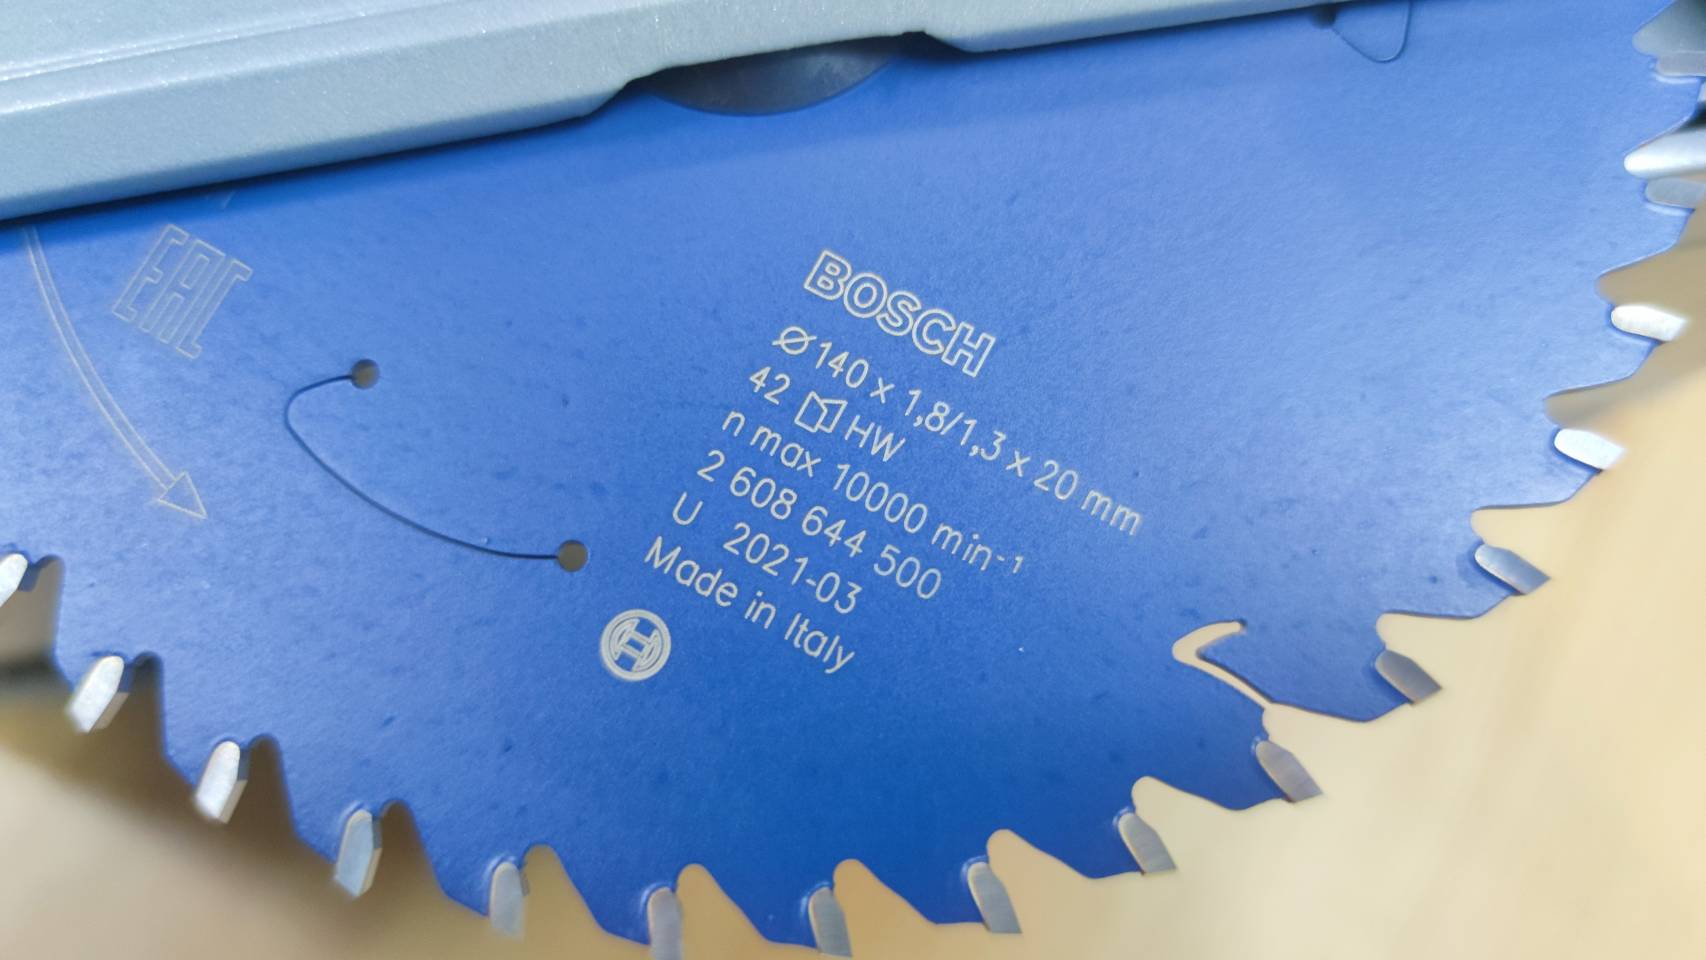 EAC
BOSCH
Ø 140 x 1,8/1,3 x 20 mm
42 HW
n max 10000 min⁻¹
2 608 644 500
U 2021-03
Made in Italy